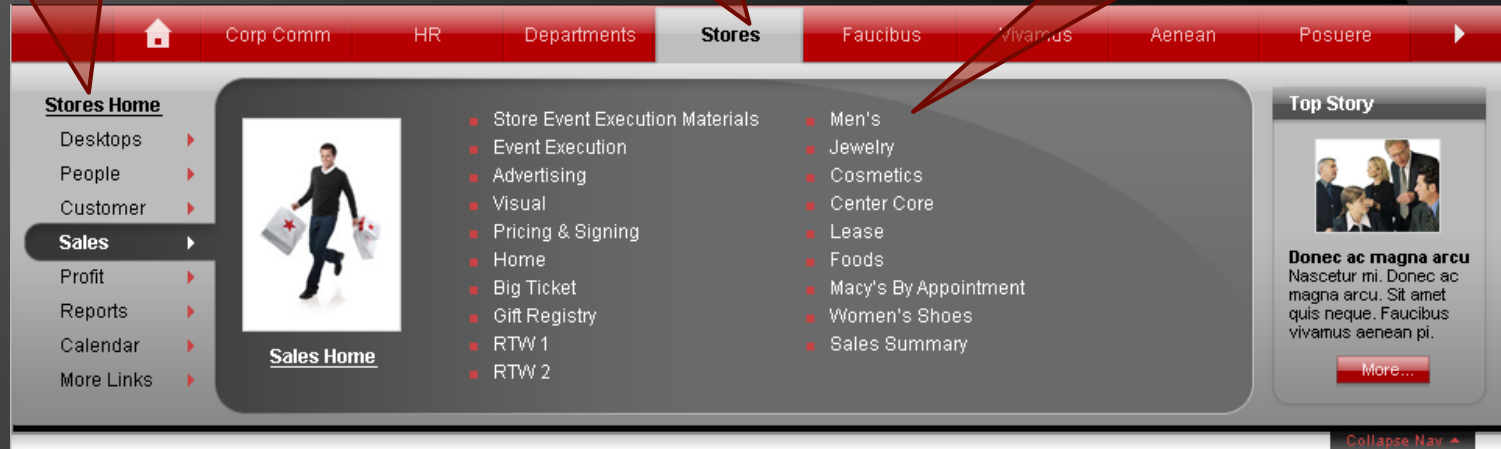 Corp Comm HR Departments Stores Faucibus Vivamus Aenean Posuere
Stores Home
Desktops
People
Customer
Sales
Profit
Reports
Calendar
More Links
Sales Home
Store Event Execution Materials
Event Execution
Advertising
Visual
Pricing & Signing
Home
Big Ticket
Gift Registry
RTW 1
RTW 2
Men's
Jewelry
Cosmetics
Center Core
Lease
Foods
Macy's By Appointment
Women's Shoes
Sales Summary
Top Story
Donec ac magna arcu
Nascetur mi. Donec ac
magna arcu. Sit amet
quis neque. Faucibus
vivamus aenean pi.
More...
Collapse Nav